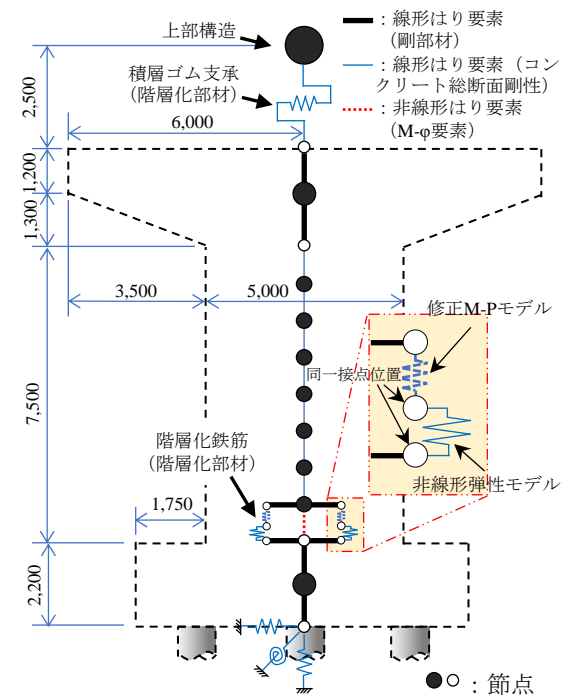 上部構造
積層ゴム支承
(階層化部材)
━:線形はり要素
(剛部材)
━:線形はり要素(コン
クリート総断面剛性)
:非線形はり要素
(M-φ要素)
2,500
6,000
1,200
1,300
3,500
5,000
7,500
修正M-Pモデル
同一接点位置
非線形弾性モデル
階層化鉄筋
(階層化部材)
1,750
2,200
:節点